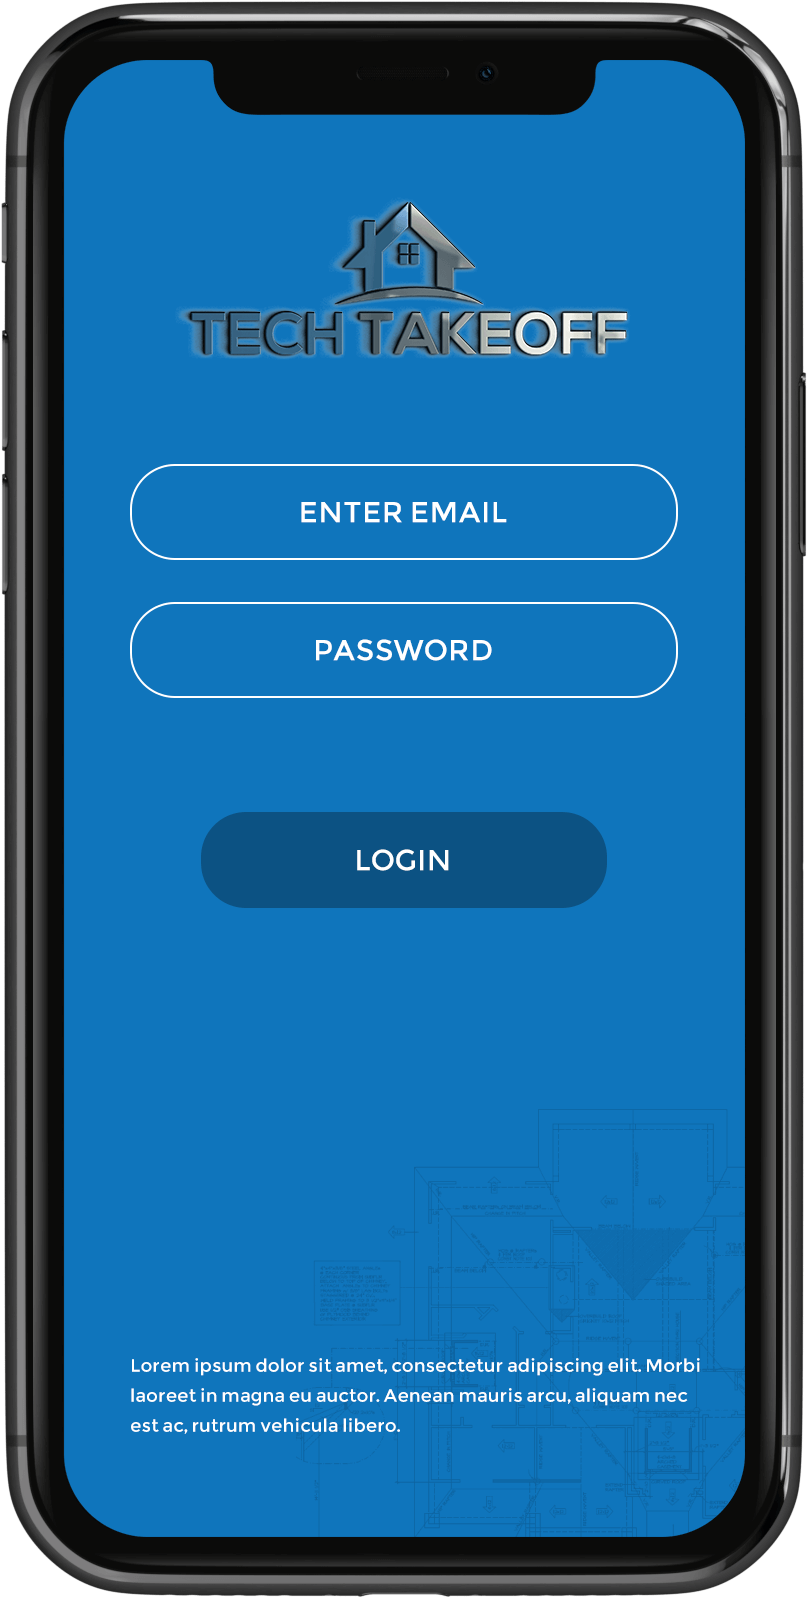 TECH TAKEOFF
ENTER EMAIL
PASSWORD
LOGIN
Lorem ipsum dolor sit amet, consectetur adipiscing elit. Morbi
laoreet in magna eu auctor. Aenean mauris arcu, aliquam nec
est ac, rutrum vehicula libero.